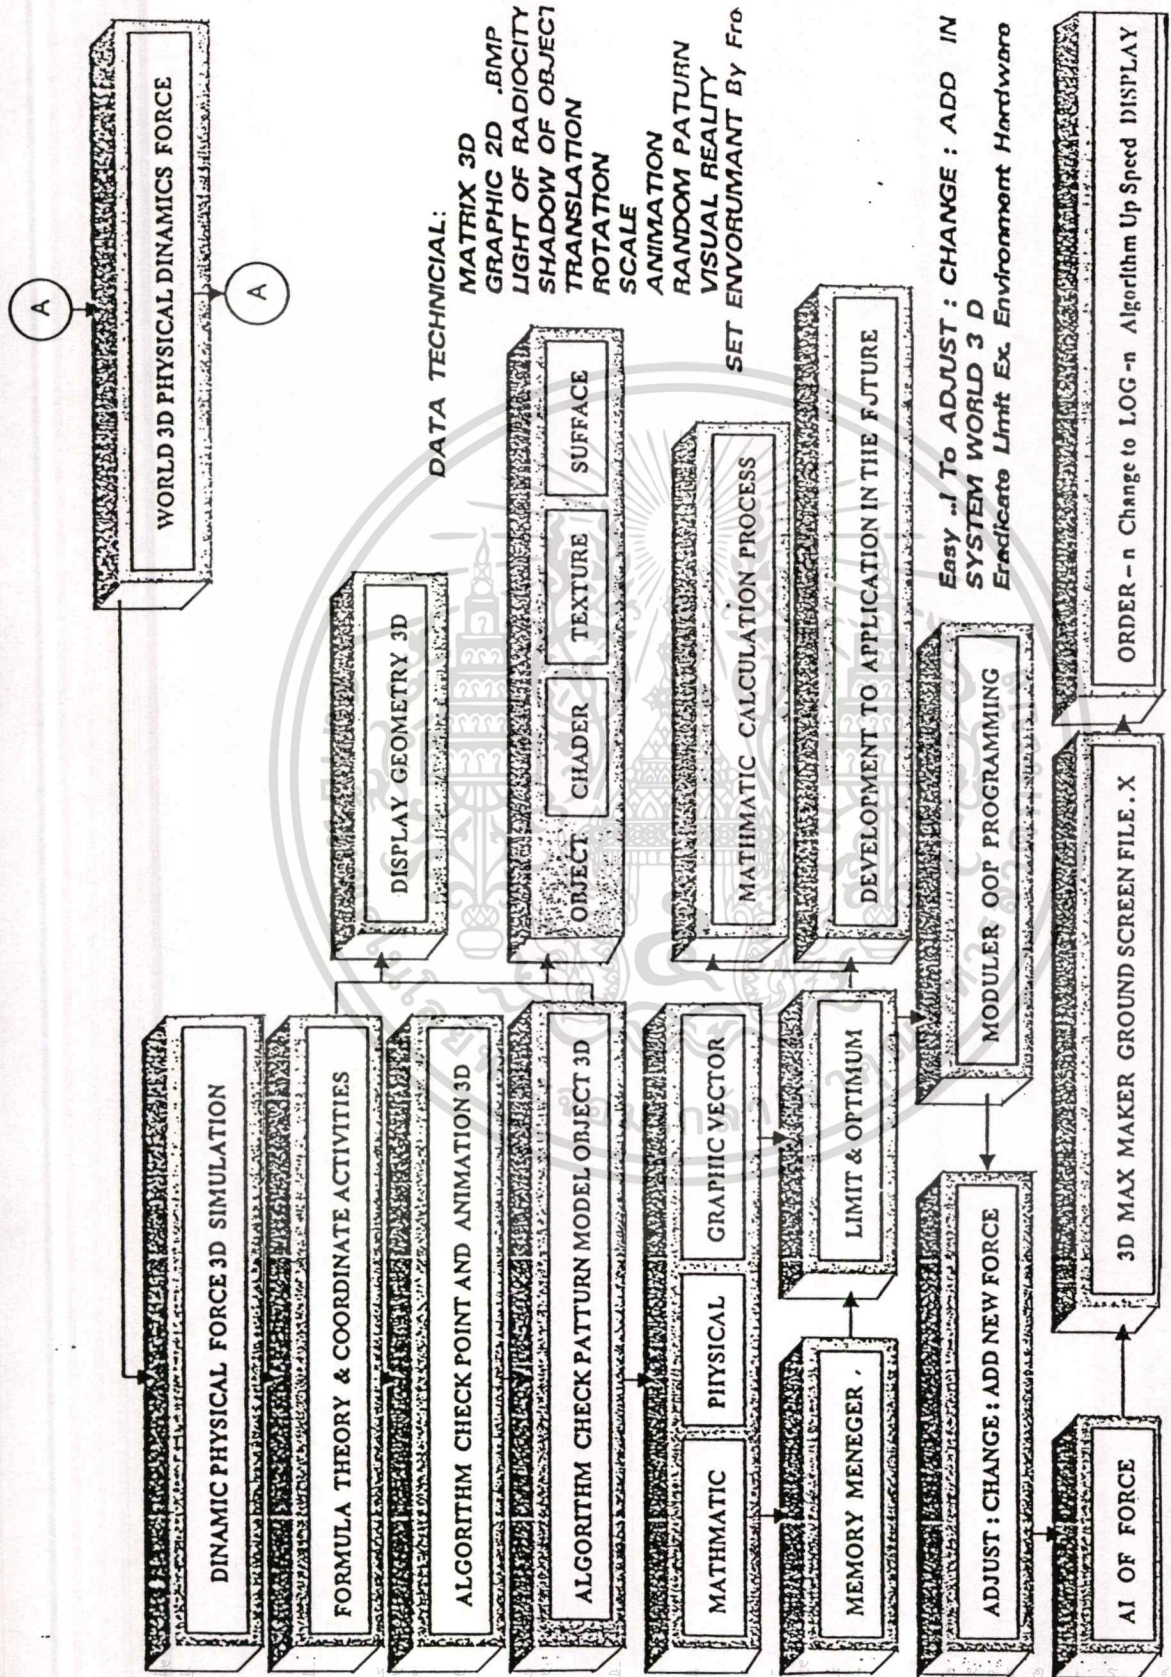 A
WORLD 3D PHYSICAL DINAMICS FORCE
A
DINAMIC PHYSICAL FORCE 3D SIMULATION
FORMULA THEORY & COORDINATE ACTIVITIES
ALGORITHM CHECK POINT AND ANIMATION 3D
ALGORITHM CHECK PATTURN MODEL OBJECT 3D
DISPLAY GEOMETRY 3D
OBJECT CHADER TEXTURE SUFFACE
DATA TECHNICIAL:
MATRIX 3D
GRAPHIC 2D .BMP
LIGHT OF RADIOCITY
SHADOW OF OBJECT
TRANSLATION
ROTATION
SCALE
ANIMATION
RANDOM PATURN
VISUAL REALITY
SET ENVORUMANT By Fro
MATHMATIC PHYSICAL GRAPHIC VECTOR
MATHMATIC CALCULATION PROCESS
MEMORY MENEGER .
LIMIT & OPTIMUM
DEVELOPMENT TO APPLICATION IN THE FJTURE
MODULER OOP PROGRAMMING
Easy ..! To ADJUST : CHANGE : ADD IN
SYSTEM WORLD 3 D
Eradicate Limit Ex. Environment Hardware
ADJUST : CHANGE : ADD NEW FORCE
AI OF FORCE
3D MAX MAKER GROUND SCREEN FILE.X
ORDER – n Change to LOG -n Algorithm Up Speed DISPLAY